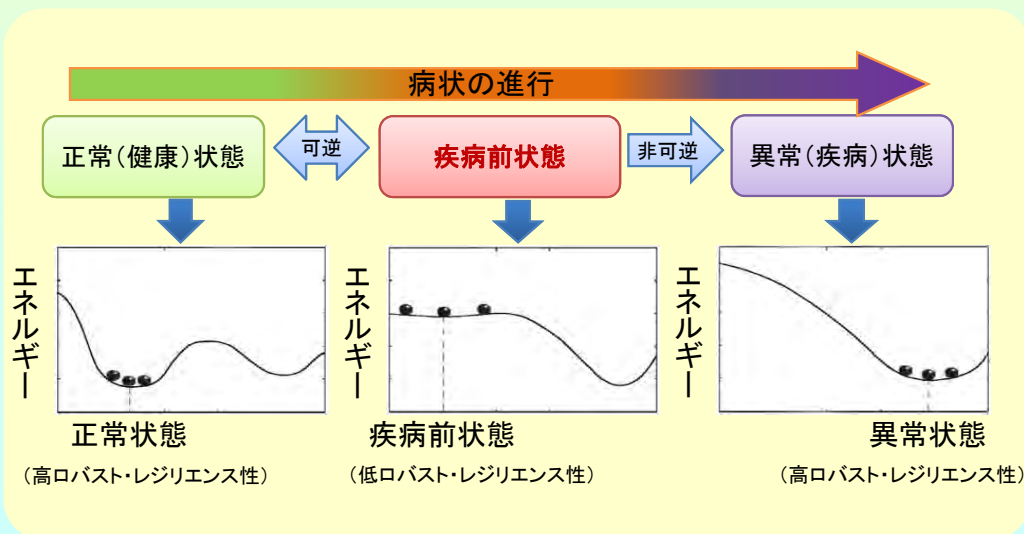 病状の進行
正常(健康)状態
可逆
疾病前状態
非可逆
異常(疾病)状態
エネルギー
エネルギー
エネルギー
正常状態
疾病前状態
異常状態
(高ロバスト・レジリエンス性)
(低ロバスト・レジリエンス性)
(高ロバスト・レジリエンス性)